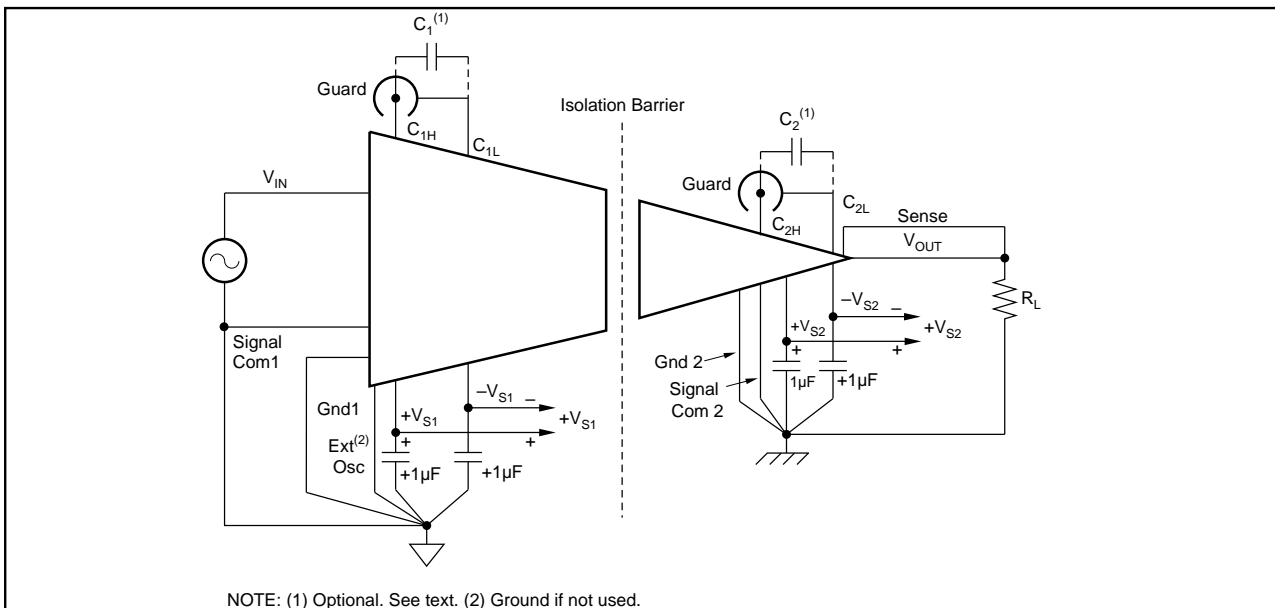 C1(1)
Guard
C1H
C1L
Isolation Barrier
C2(1)
Guard
C2H
C2L
Sense
VOUT
VIN
RL
Signal
Com1
Gnd1
Ext(2)
Osc
–VS1 –
+VS1
+VS1
+
+
+1µF
+1µF
–VS2 –
+VS2
+VS2
+
+
1µF
+1µF
Gnd 2
Signal
Com 2
NOTE: (1) Optional. See text. (2) Ground if not used.